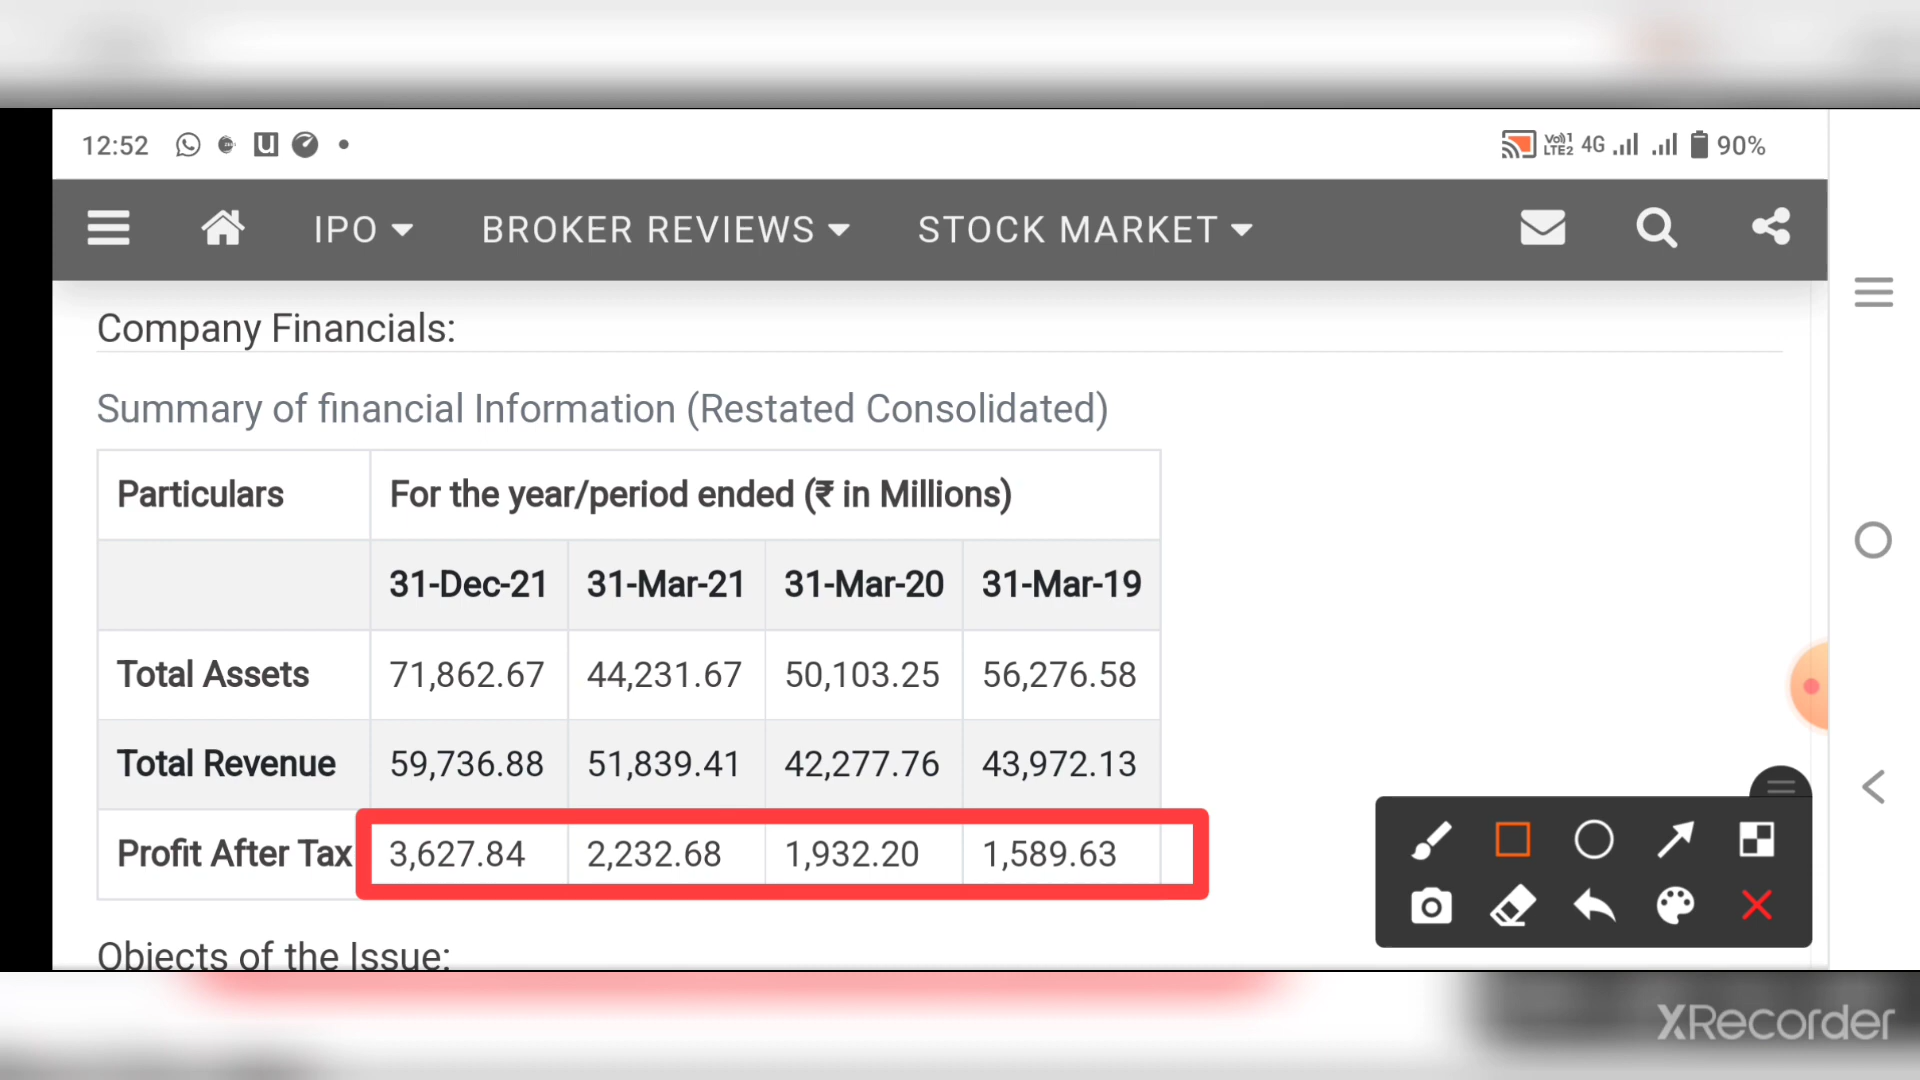 12:52 Vo)) 1 LTE2 4G 90%
IPO BROKER REVIEWS STOCK MARKET
Company Financials:
Summary of financial Information (Restated Consolidated)
Particulars For the year/period ended (₹ in Millions)
31-Dec-21 31-Mar-21 31-Mar-20 31-Mar-19
Total Assets 71,862.67 44,231.67 50,103.25 56,276.58
Total Revenue 59,736.88 51,839.41 42,277.76 43,972.13
Profit After Tax 3,627.84 2,232.68 1,932.20 1,589.63
Objects of the Issue:
XRecorder